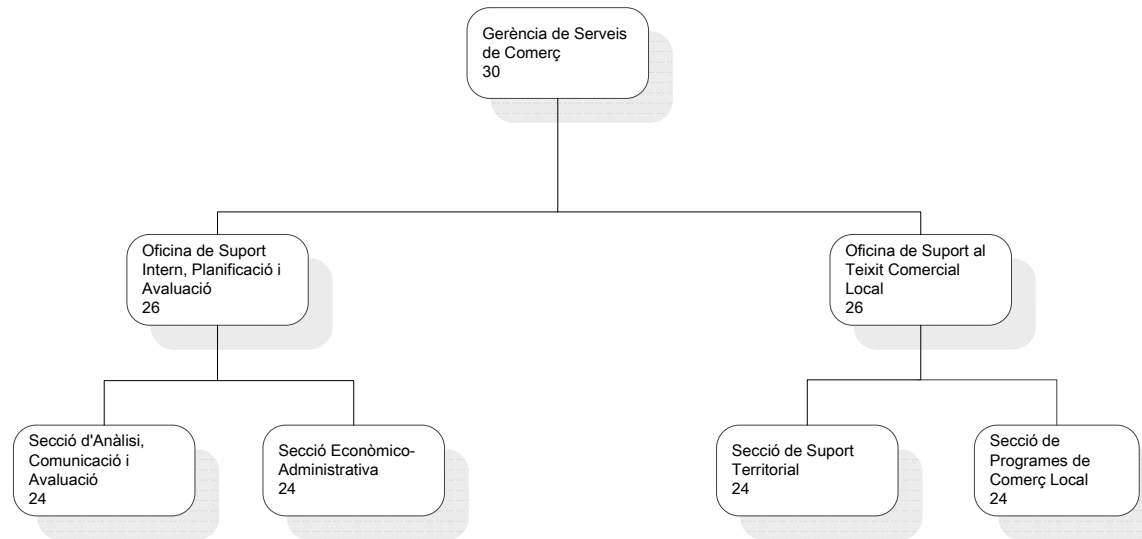 Gerència de Serveis
de Comerç
30
Oficina de Suport
Intern, Planificació i
Avaluació
26
Oficina de Suport al
Teixit Comercial
Local
26
Secció d'Anàlisi,
Comunicació i
Avaluació
24
Secció Econòmico-
Administrativa
24
Secció de Suport
Territorial
24
Secció de
Programes de
Comerç Local
24